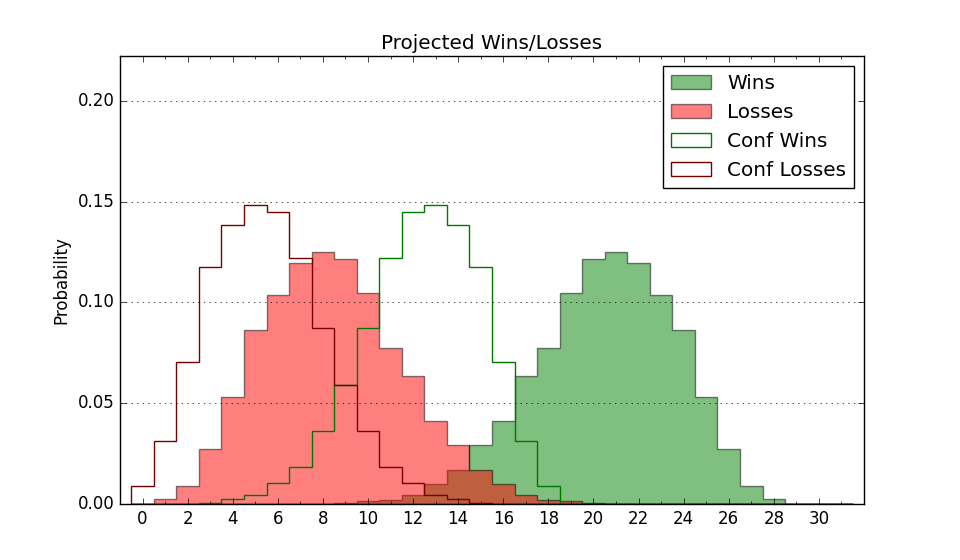 Projected Wins/Losses
Wins
Losses
Conf Wins
Conf Losses
Probability
0.20
0.15
0.10
0.05
0.00
0 2 4 6 8 10 12 14 16 18 20 22 24 26 28 30